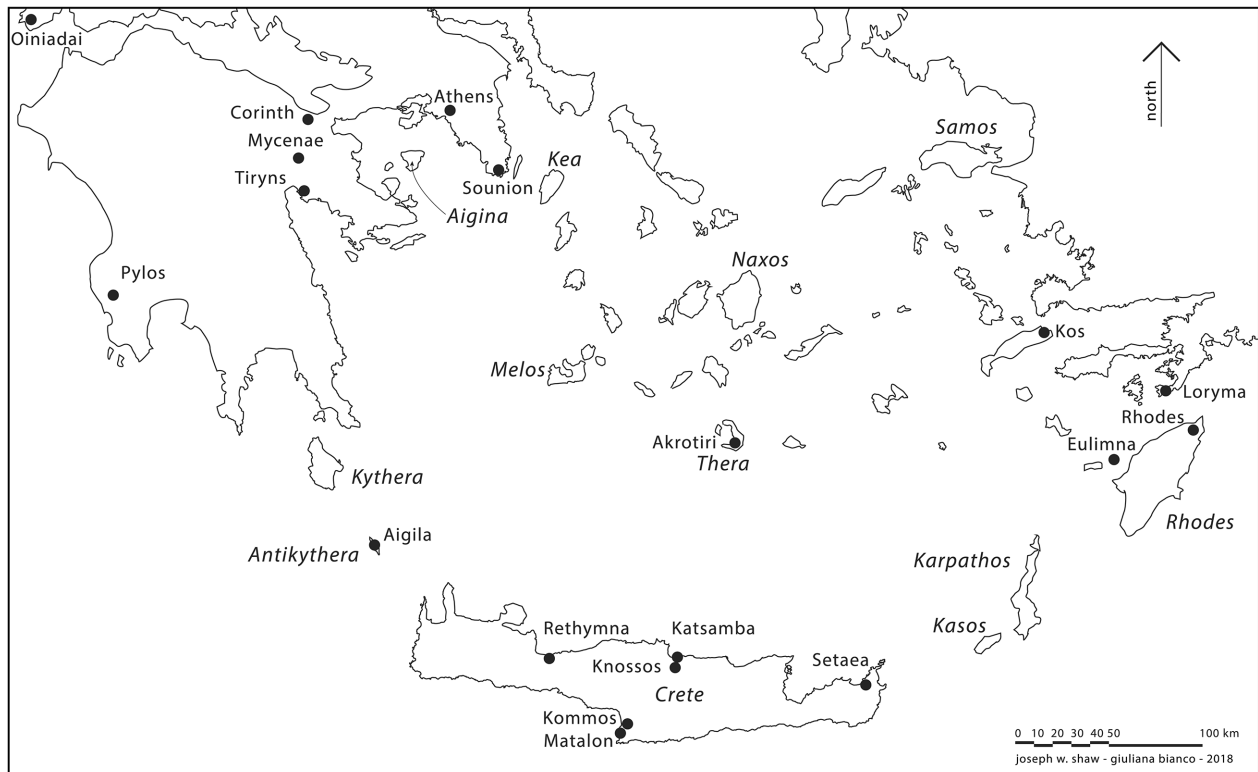 Oiniadai
Corinth
Athens
north
Mycenae
Samos
Tiryns
Kea
Sounion
Aigina
Pylos
Naxos
Kos
Melos
Loryma
Rhodes
Akrotiri
Eulimna
Thera
Kythera
Rhodes
Aigila
Antikythera
Karpathos
Rethymna
Katsamba
Kasos
Knossos
Setaea
Crete
Kommos
Matalon
0 10 20 30 40 50 100 km
joseph w. shaw - giuliana bianco - 2018